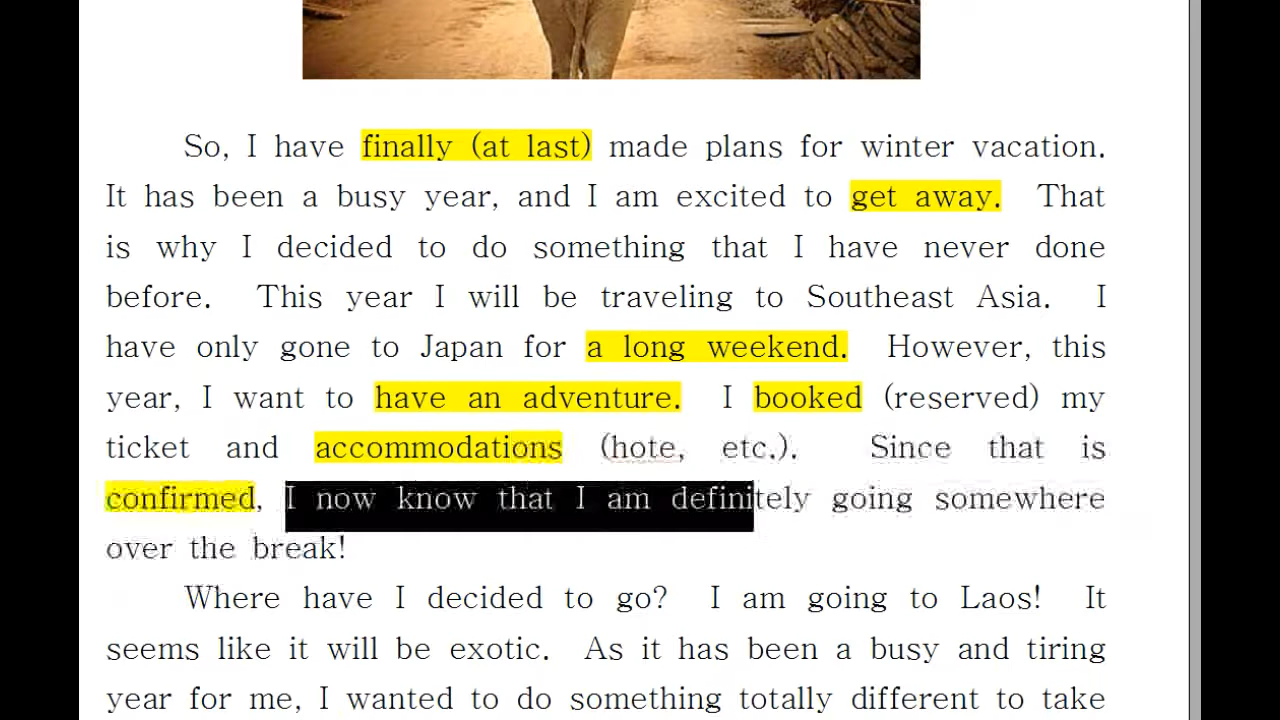 So, I have finally (at last) made plans for winter vacation.
It has been a busy year, and I am excited to get away. That
is why I decided to do something that I have never done
before. This year I will be traveling to Southeast Asia. I
have only gone to Japan for a long weekend. However, this
year, I want to have an adventure. I booked (reserved) my
ticket and accommodations (hote, etc.). Since that is
confirmed, I now know that I am definitely going somewhere
over the break!
Where have I decided to go? I am going to Laos! It
seems like it will be exotic. As it has been a busy and tiring
year for me, I wanted to do something totally different to take